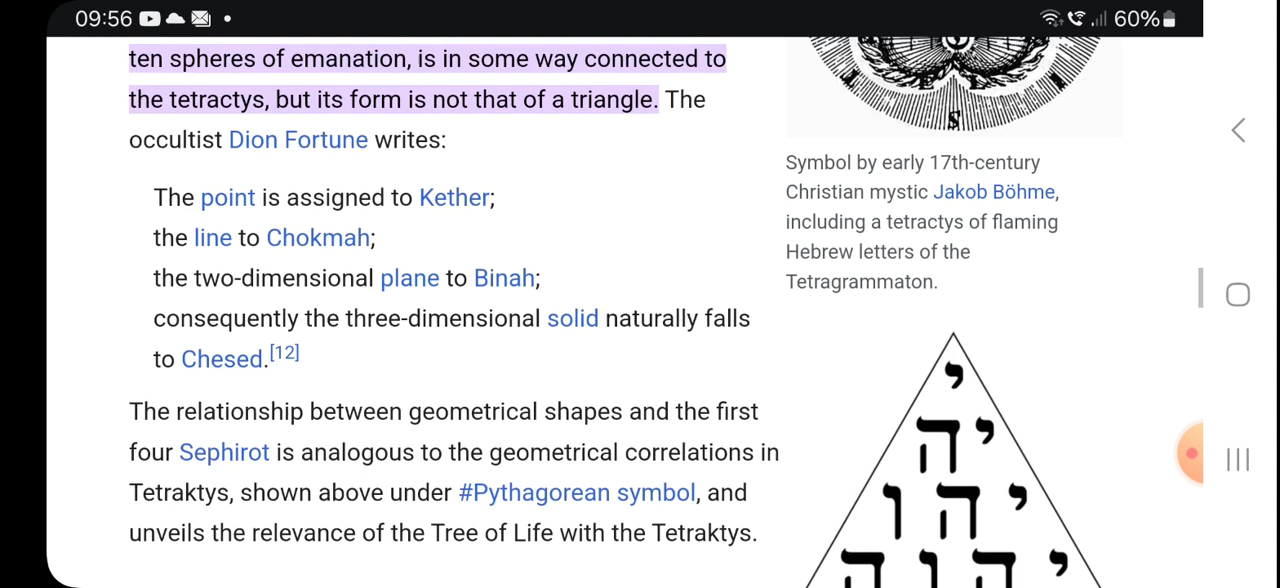 09:56
60%
ten spheres of emanation, is in some way connected to
the tetractys, but its form is not that of a triangle. The
occultist Dion Fortune writes:
The point is assigned to Kether;
the line to Chokmah;
the two-dimensional plane to Binah;
consequently the three-dimensional solid naturally falls
to Chesed.[12]
The relationship between geometrical shapes and the first
four Sephirot is analogous to the geometrical correlations in
Tetraktys, shown above under #Pythagorean symbol, and
unveils the relevance of the Tree of Life with the Tetraktys.
S
Symbol by early 17th-century
Christian mystic Jakob Böhme,
including a tetractys of flaming
Hebrew letters of the
Tetragrammaton.
י
יה
יהו
יהוה